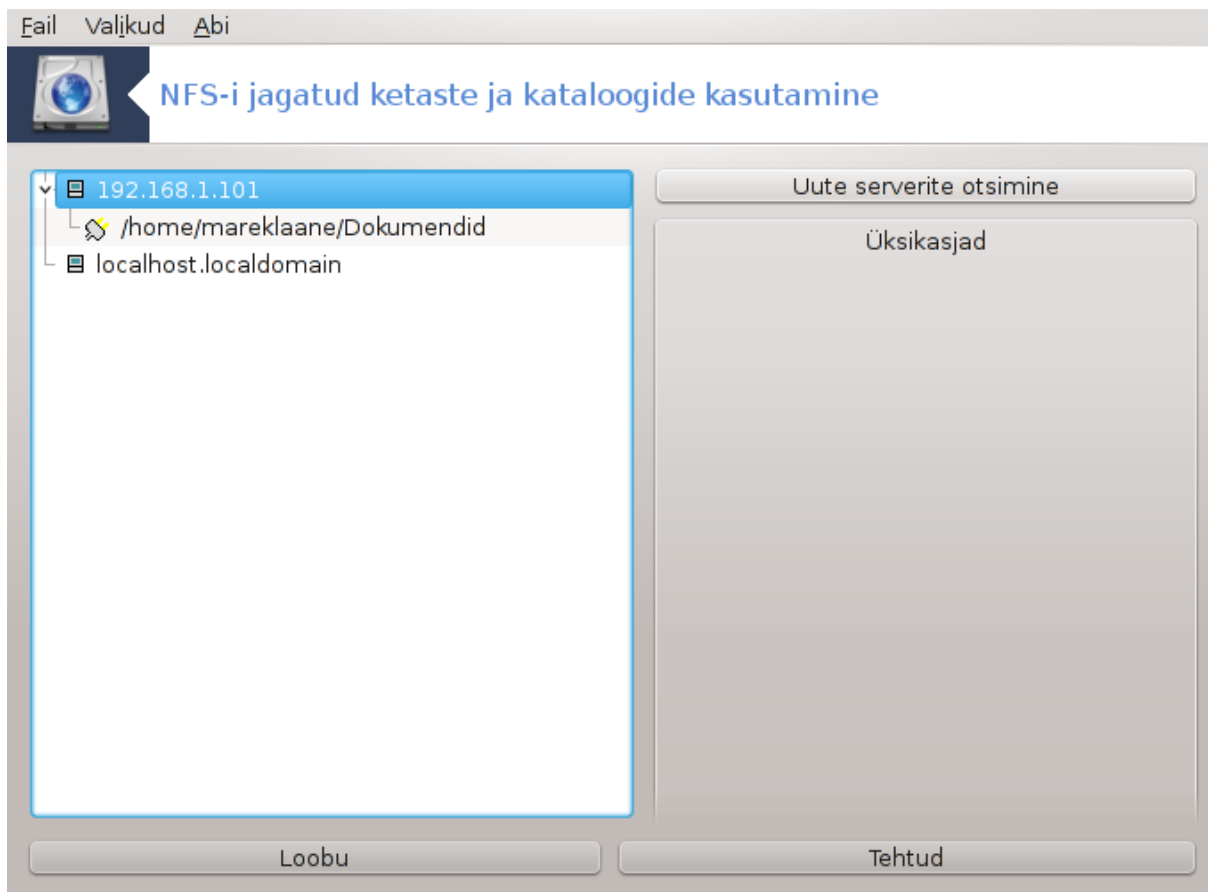 Fail Valikud Abi
NFS-i jagatud ketaste ja kataloogide kasutamine
192.168.1.101
/home/mareklaane/Dokumendid
localhost.localdomain
Uute serverite otsimine
Üksikasjad
Loobu
Tehtud